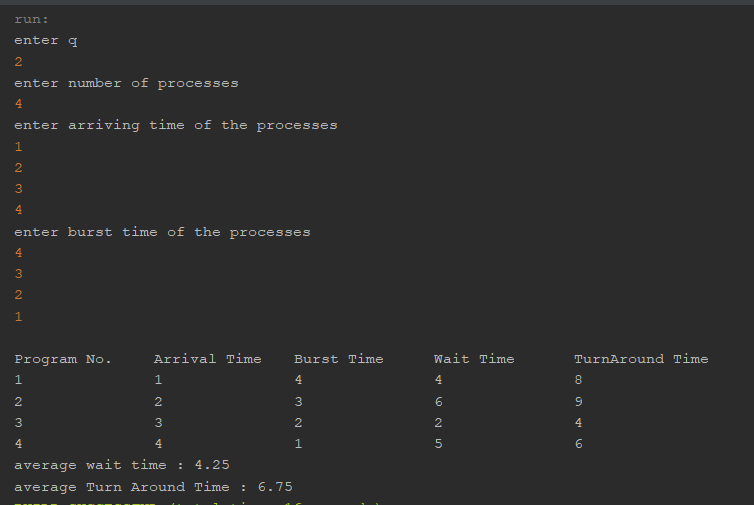 run:
enter q
2
enter number of processes
4
enter arriving time of the processes
1
2
3
4
enter burst time of the processes
4
3
2
1
Program No. Arrival Time Burst Time Wait Time TurnAround Time
1 1 4 4 8
2 2 3 6 9
3 3 2 2 4
4 4 1 5 6
average wait time : 4.25
average Turn Around Time : 6.75